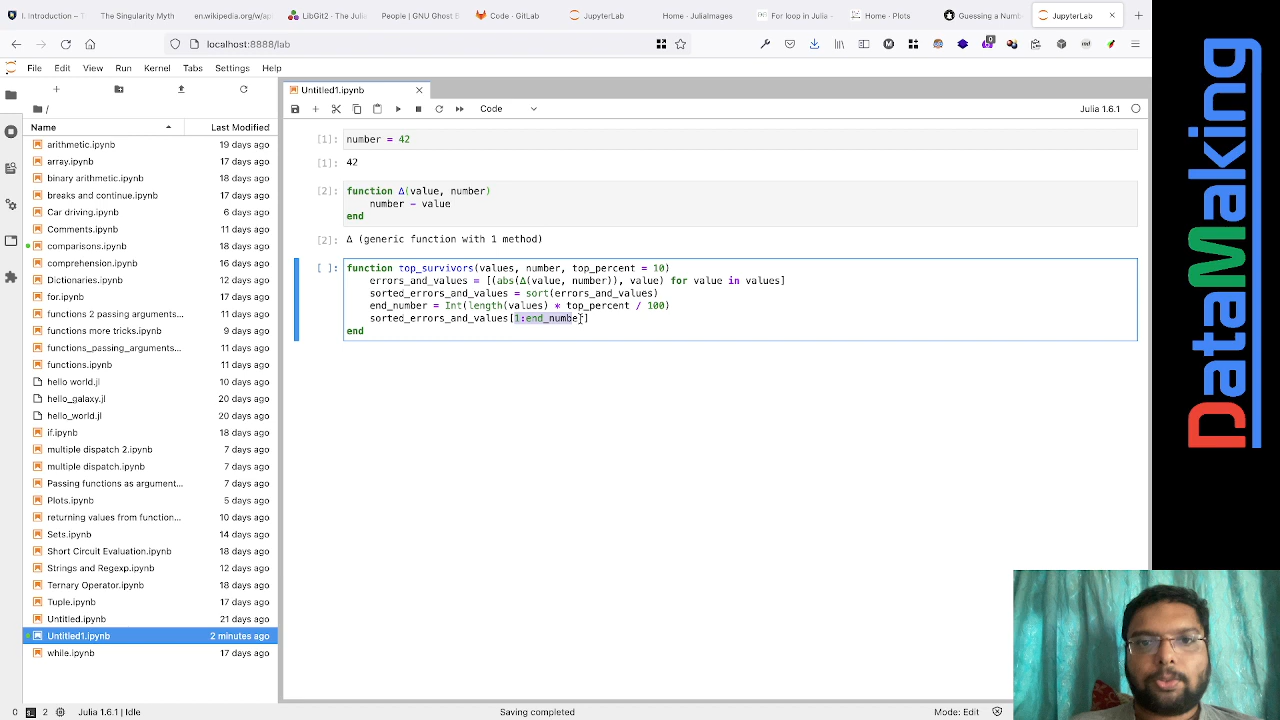 I. Introduction –
The Singularity Myth
en.wikipedia.org/w/ap
LibGit2 · The Julia
People | GNU Ghost
Code · GitLab
JupyterLab
Home · JuliaImages
For loop in Julia –
Home · Plots
Guessing a Numb
JupyterLab
localhost:8888/lab
File Edit View Run Kernel Tabs Settings Help
Untitled1.ipynb
/
Code
Julia 1.6.1
Name Last Modified
arithmetic.ipynb 19 days ago
array.ipynb 17 days ago
binary arithmetic.ipynb 18 days ago
breaks and continue.ipynb 17 days ago
Car driving.ipynb 6 days ago
Comments.ipynb 11 days ago
comparisons.ipynb 18 days ago
comprehension.ipynb 11 days ago
Dictionaries.ipynb 11 days ago
for.ipynb 17 days ago
functions 2 passing arguments... 11 days ago
functions more tricks.ipynb 11 days ago
functions_passing_arguments... 11 days ago
functions.ipynb 11 days ago
hello world.jl 10 days ago
hello_galaxy.jl 20 days ago
hello_world.jl 20 days ago
if.ipynb 18 days ago
multiple dispatch 2.ipynb 7 days ago
multiple dispatch.ipynb 7 days ago
Passing functions as argument... 7 days ago
Plots.ipynb 5 days ago
returning values from function... 10 days ago
Sets.ipynb 14 days ago
Short Circuit Evaluation.ipynb 18 days ago
Strings and Regexp.ipynb 12 days ago
Ternary Operator.ipynb 18 days ago
Tuple.ipynb 17 days ago
Untitled.ipynb 21 days ago
Untitled1.ipynb 2 minutes ago
while.ipynb 17 days ago
[1]: number = 42
[1]: 42
[2]: function Δ(value, number)
number - value
end
[2]: Δ (generic function with 1 method)
[ ]: function top_survivors(values, number, top_percent = 10)
errors_and_values = [(abs(Δ(value, number)), value) for value in values]
sorted_errors_and_values = sort(errors_and_values)
end_number = Int(length(values) * top_percent / 100)
sorted_errors_and_values[1:end_number]
end
DataMaking
0 2 Julia 1.6.1 | Idle
Saving completed
Mode: Edit